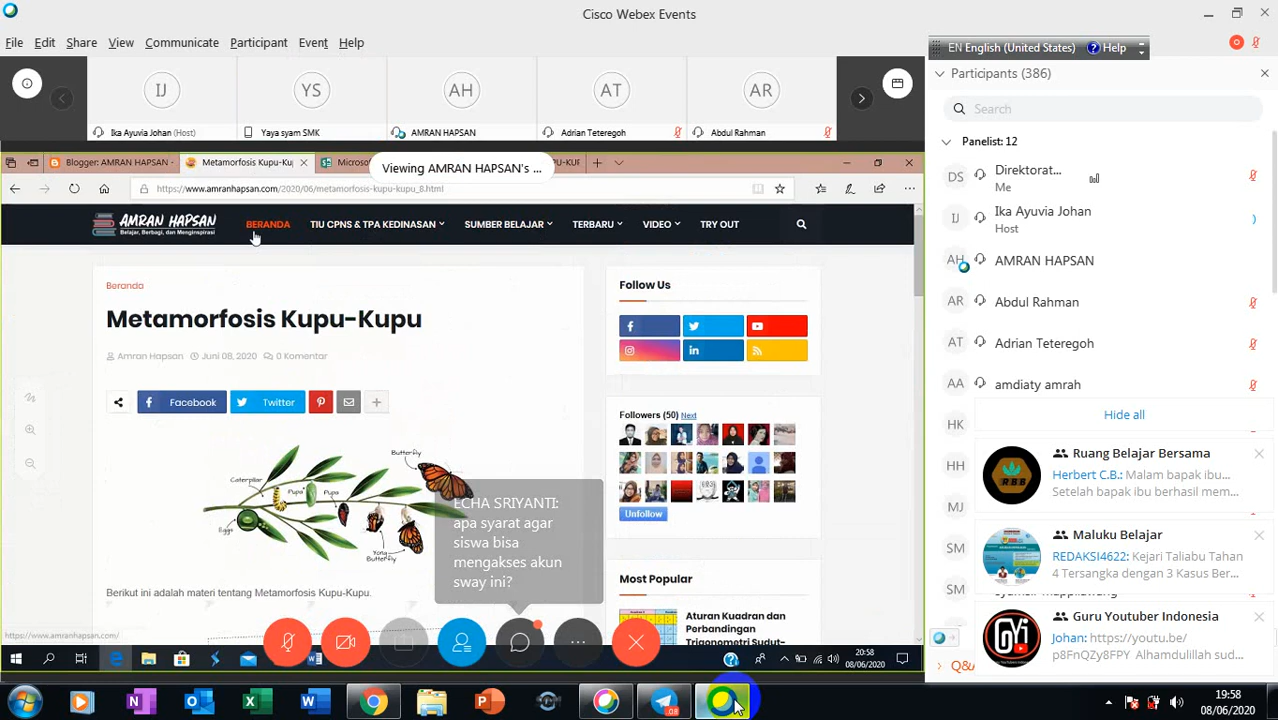 Cisco Webex Events
File Edit Share View Communicate Participant Event Help
EN English (United States) Help
IJ YS AH AT AR
Ika Ayuvia Johan (Host) Yaya syam SMK AMRAN HAPSAN Adrian Teteregoh Abdul Rahman
Blogger: AMRAN HAPSAN - Metamorfosis Kupu-Kup
Viewing AMRAN HAPSAN's ...
https://www.amranhapsan.com/2020/06/metamorfosis-kupu-kupu_8.html
AMRAN HAPSAN
Belajar, Berbagi, dan Menginspirasi
BERANDA TIU CPNS & TPA KEDINASAN SUMBER BELAJAR TERBARU VIDEO TRY OUT
Beranda
Metamorfosis Kupu-Kupu
Amran Hapsan Juni 08, 2020 0 Komentar
Facebook Twitter
Butterfly
Caterpillar
Pupa
Pupa
Eggs
Yong Butterfly
Berikut ini adalah materi tentang Metamorfosis Kupu-Kupu.
https://www.amranhapsan.com/
Follow Us
Followers (50) Next
Unfollow
Most Popular
Aturan Kuadran dan
Perbandingan
Trigonometri Sudut-
ECHA SRIYANTI:
apa syarat agar
siswa bisa
mengakses akun
sway ini?
20:58
08/06/2020
Participants (386)
Search
Panelist: 12
DS Direktorat...
Me
IJ Ika Ayuvia Johan
Host
AH AMRAN HAPSAN
AR Abdul Rahman
AT Adrian Teteregoh
AA amdiaty amrah
HK
HH
MJ
SM
SM
Hide all
Ruang Belajar Bersama
Herbert C.B.: Malam bapak ibu...
Setelah bapak ibu berhasil mem...
Maluku Belajar
REDAKSI4622: Kejari Taliabu Tahan
4 Tersangka dengan 3 Kasus Ber...
Guru Youtuber Indonesia
Johan: https://youtu.be/
p8FnQZy8FPY Alhamdulillah sud...
Q&A
19:58
08/06/2020